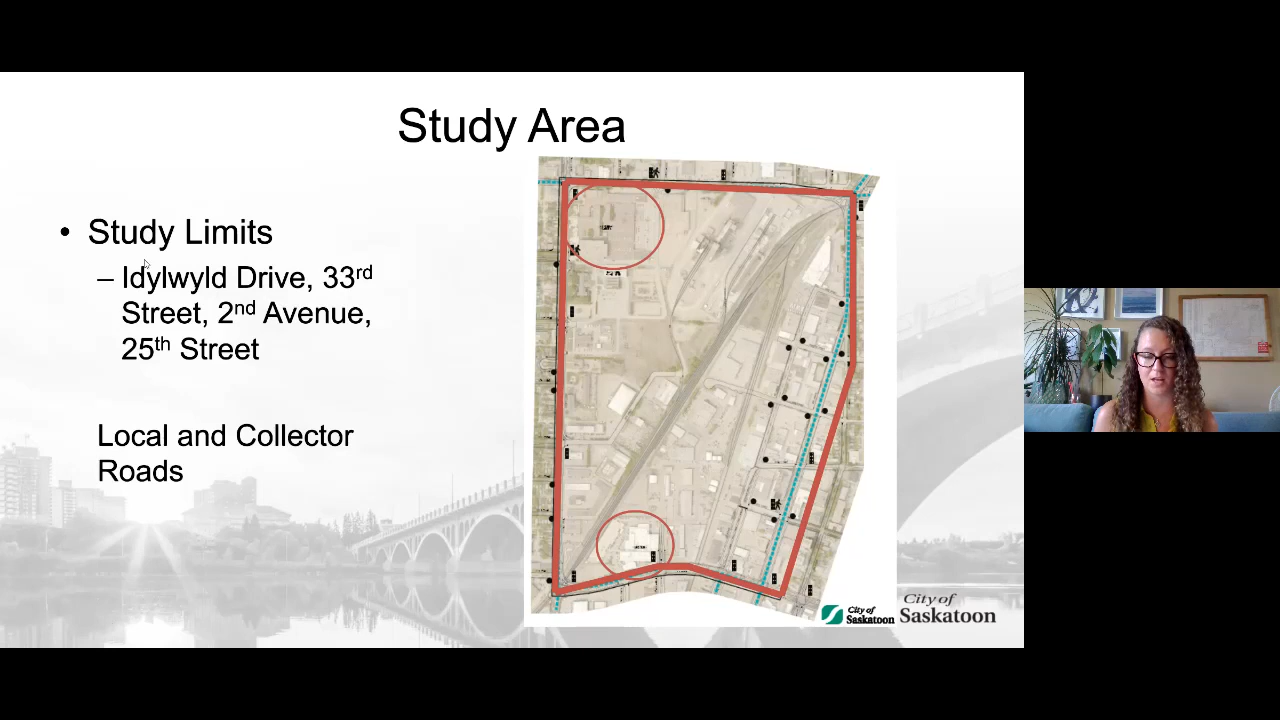 Study Area
• Study Limits
– Idylwyld Drive, 33rd
Street, 2nd Avenue,
25th Street
Local and Collector
Roads
City of
Saskatoon
City of
Saskatoon